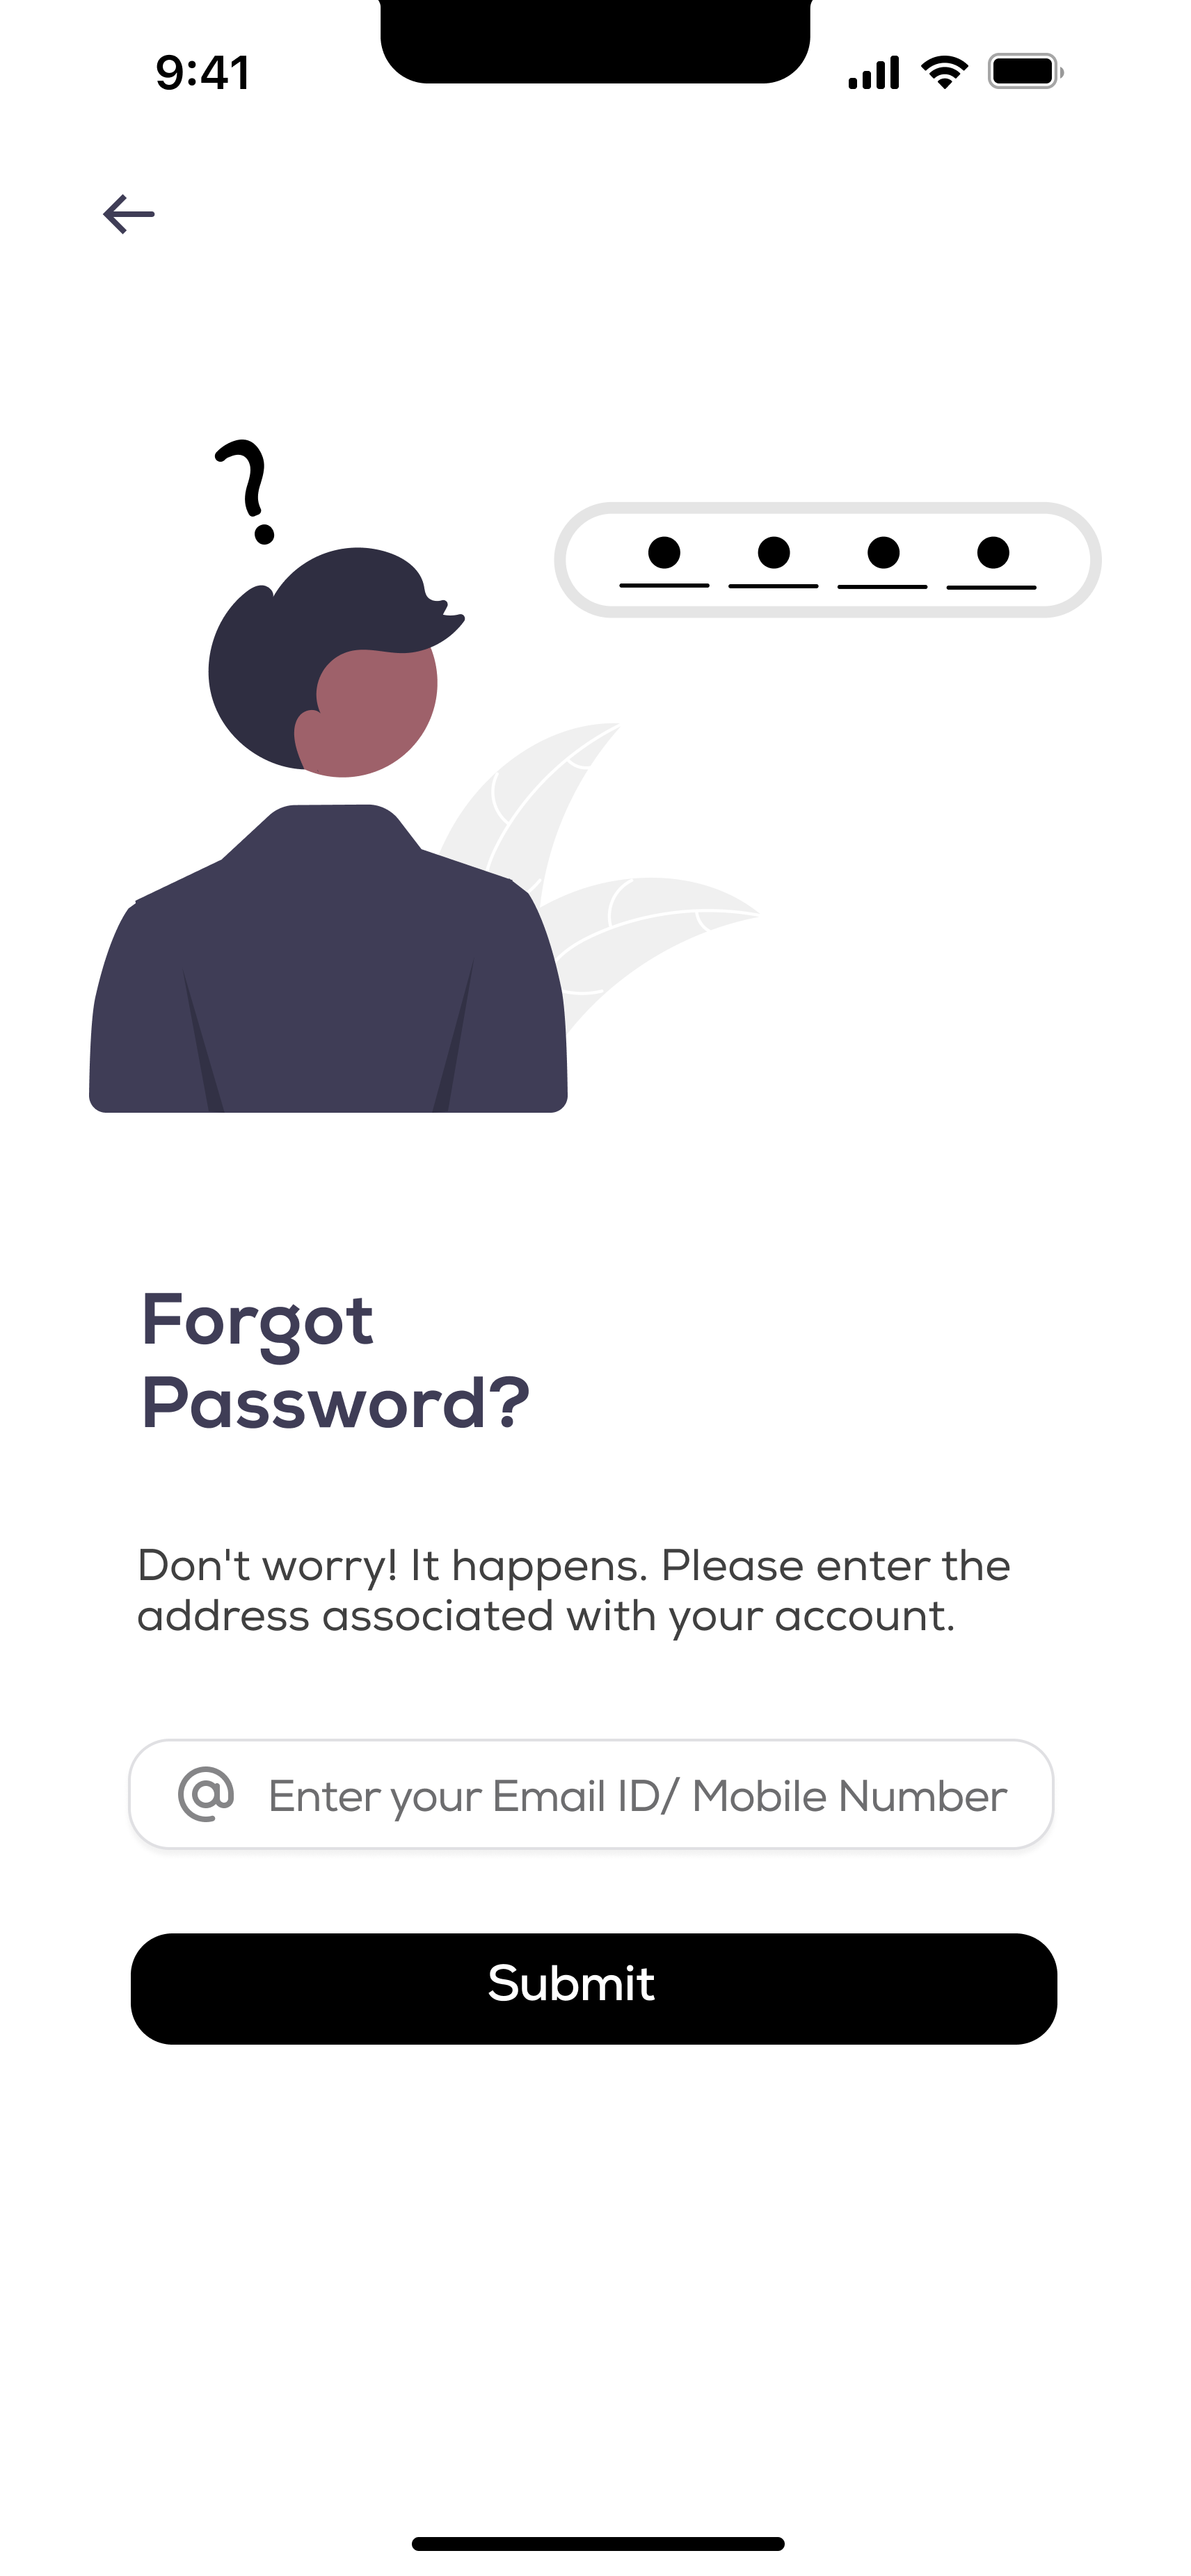 9:41
?
Forgot
Password?
Don't worry! It happens. Please enter the
address associated with your account.
Enter your Email ID/ Mobile Number
Submit